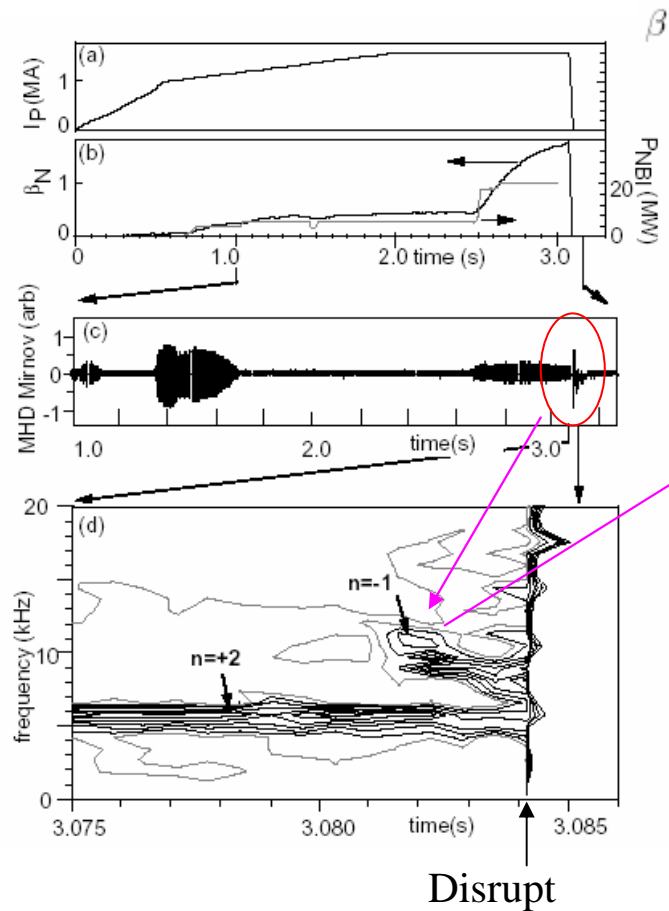 β
(a)
I_P(MA)
1
0
(b)
β_N
1
0
P_NBI (MW)
20
0
0 1.0 2.0 time (s) 3.0
(c)
MHD Mirnov (arb)
1
0
-1
1.0 2.0 time(s) 3.0
(d)
frequency(kHz)
20
10
0
n=-1
n=+2
3.075 3.080 time(s) 3.085
Disrupt